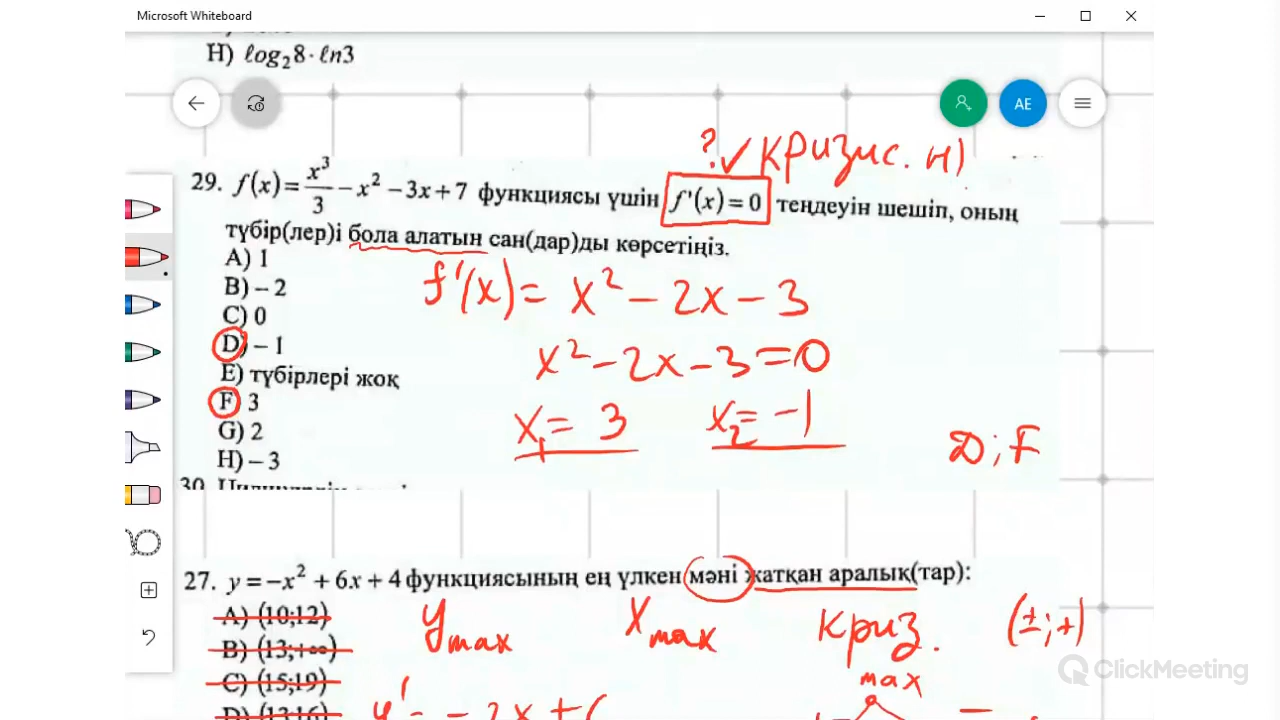 Microsoft Whiteboard
H) ℓog₂8·ℓn3
AE
? ✓ Кризис. н)
29. f(x)= x³/3 − x² − 3x + 7 функциясы үшін f'(x)=0 теңдеуін шешіп, оның
түбір(лер)і бола алатын сан(дар)ды көрсетіңіз.
A) 1
B) – 2
C) 0
D) – 1
E) түбірлері жоқ
F 3
G) 2
H) – 3
f'(x) = x² − 2x − 3
x² − 2x − 3 = 0
x₁ = 3 x₂ = −1
D; F
27. y = −x² + 6x + 4 функциясының ең үлкен мәні жатқан аралық(тар):
A) (10;12)
B) (13;+∞)
C) (15;19)
y max x max криз. (±;+)
max